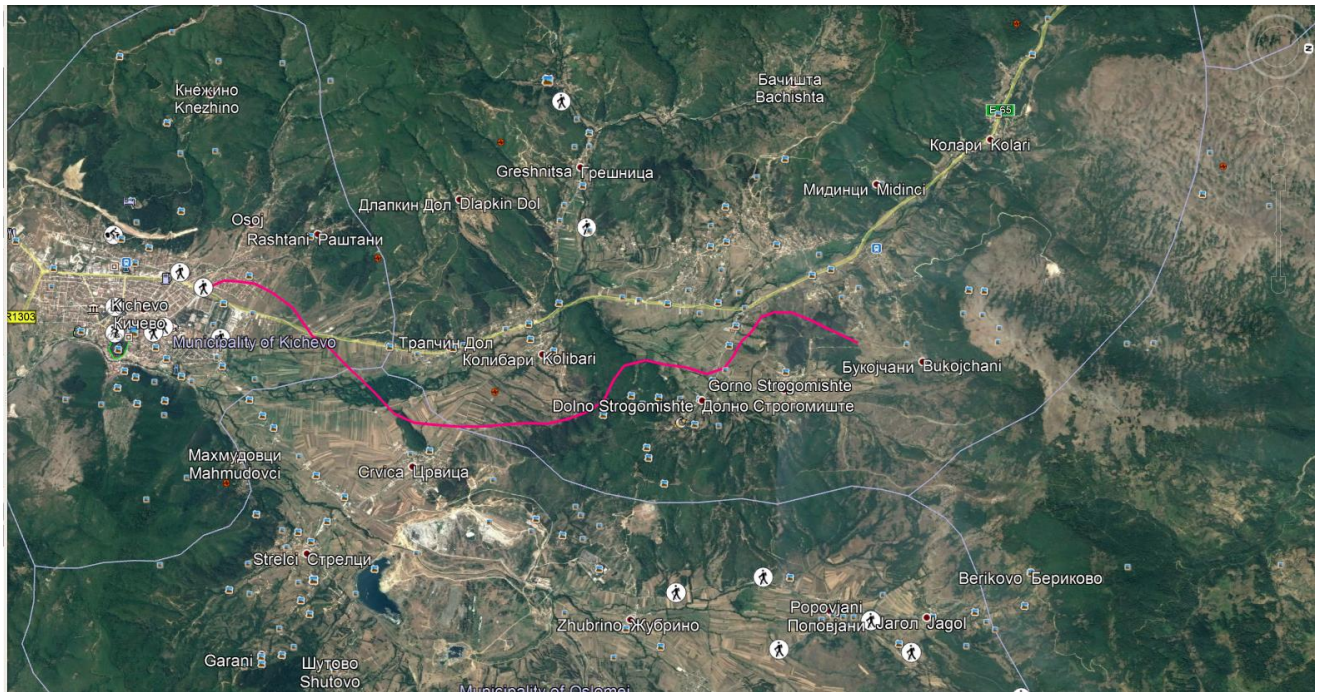 N
Кнежино
Knezhino
Бачишта
Bachishta
E-65
Колари Kolari
Greshnitsa Грешница
Мидинци Midinci
Длапкин Дол Dlapkin Dol
Osoj
Rashtani Раштани
R1303
Kichevo
Кичево
Municipality of Kichevo
Трапчин Дол
Колибари Kolibari
Букојчани Bukojchani
Gorno Strogomishte
Dolno Strogomishte Долно Строгомиште
Махмудовци
Mahmudovci
Crvica Црвица
Strelci Стрелци
Berikovo Бериково
Popovjani
Поповјани
Јагол Jagol
Zhubrino Жубрино
Garani
Шутово
Shutovo
Municipality of Oslomej